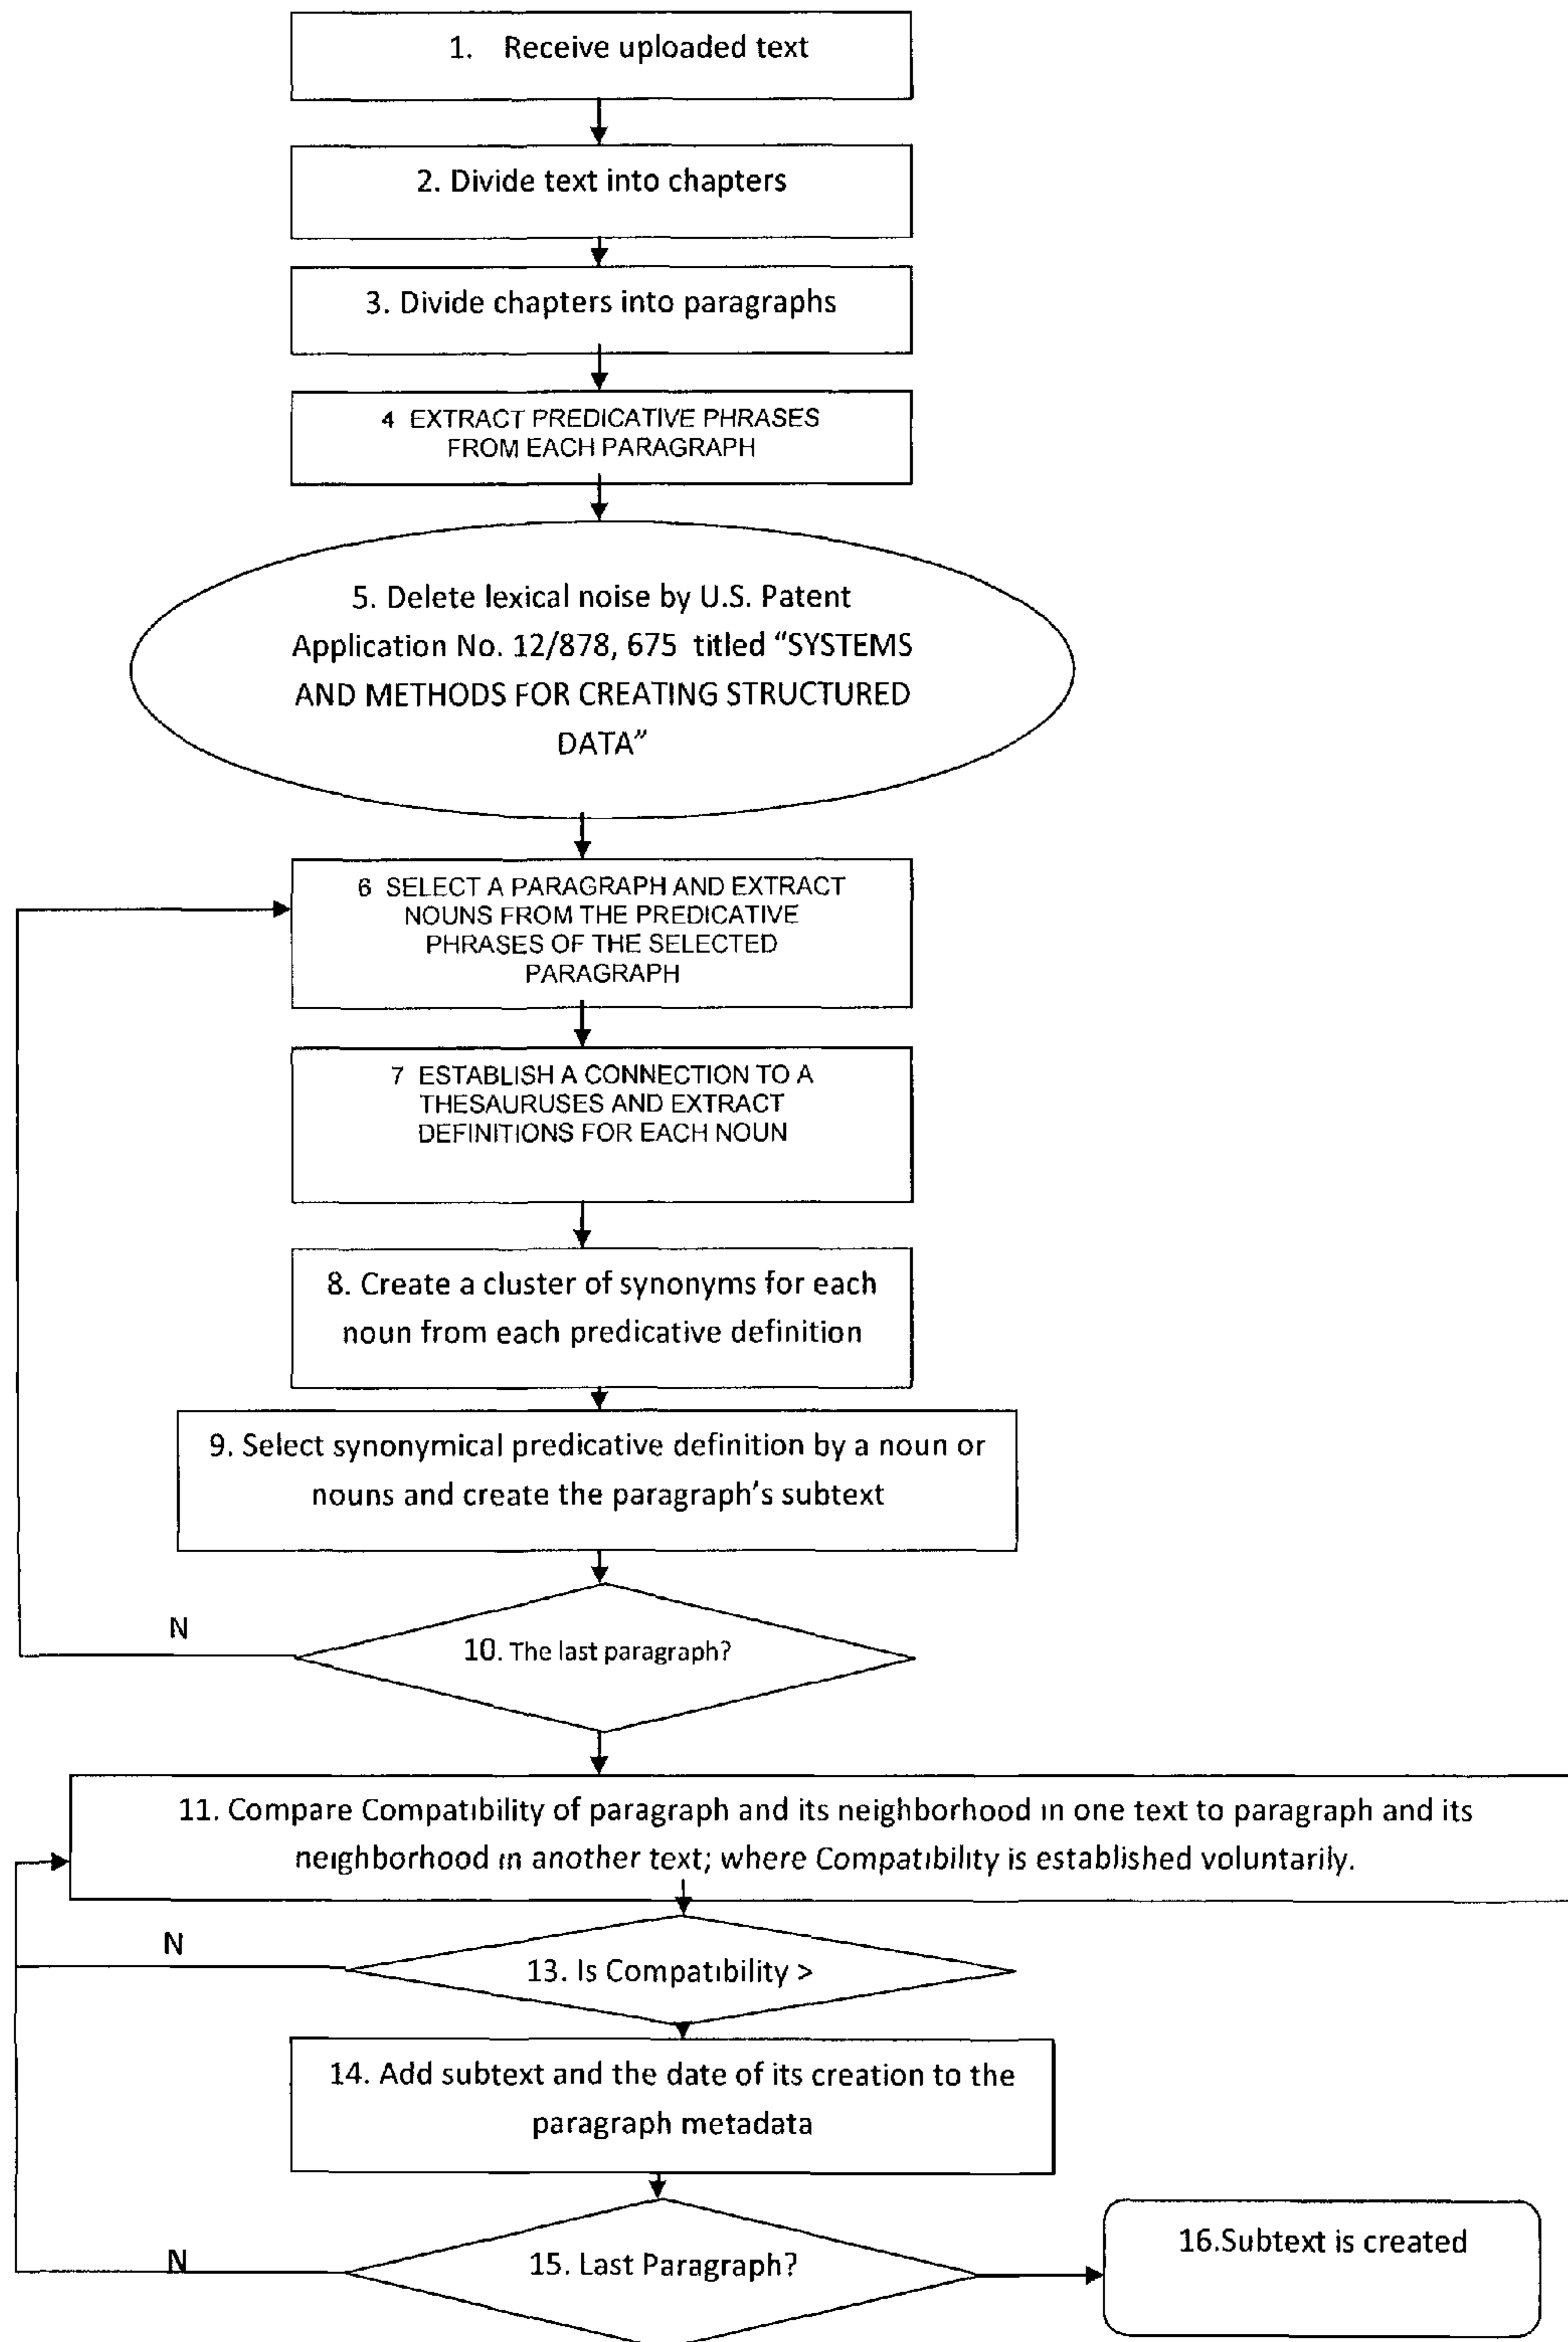 1. Receive uploaded text
2. Divide text into chapters
3. Divide chapters into paragraphs
4 EXTRACT PREDICATIVE PHRASES
FROM EACH PARAGRAPH
5. Delete lexical noise by U.S. Patent
Application No. 12/878, 675 titled “SYSTEMS
AND METHODS FOR CREATING STRUCTURED
DATA”
6 SELECT A PARAGRAPH AND EXTRACT
NOUNS FROM THE PREDICATIVE
PHRASES OF THE SELECTED
PARAGRAPH
7 ESTABLISH A CONNECTION TO A
THESAURUSES AND EXTRACT
DEFINITIONS FOR EACH NOUN
8. Create a cluster of synonyms for each
noun from each predicative definition
9. Select synonymical predicative definition by a noun or
nouns and create the paragraph's subtext
N
10. The last paragraph?
11. Compare Compatibility of paragraph and its neighborhood in one text to paragraph and its
neighborhood in another text; where Compatibility is established voluntarily.
N
13. Is Compatibility >
14. Add subtext and the date of its creation to the
paragraph metadata
N
15. Last Paragraph?
16.Subtext is created